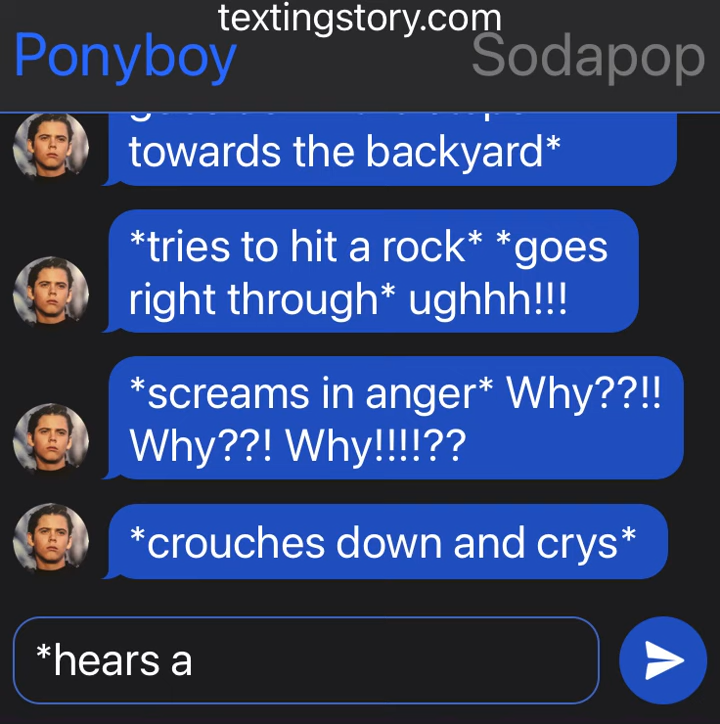 textingstory.com
Ponyboy
Sodapop
towards the backyard*
*tries to hit a rock* *goes
right through* ughhh!!!
*screams in anger* Why??!!
Why??! Why!!!!??
*crouches down and crys*
*hears a